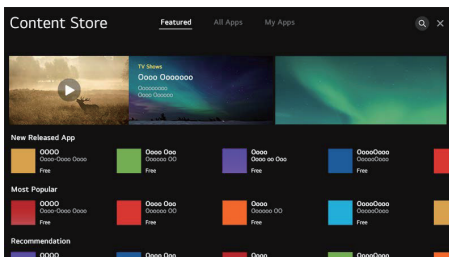 Content Store
Featured All Apps My Apps
TV Shows
Oooo Ooooooo
Ooooooooo
Oooo Oooooo
New Released App
OOOO Oooo Ooo Oooo OoooOooo
Oooo-Oooo Oooo Oooooo OO Oooo oo Ooo OoooOoooo
Free Free Free Free
Most Popular
OOOO Oooo Ooo Oooo OoooOooo
Oooo-Oooo Oooo Oooooo OO Oooooo OO OoooOoooo
Free Free Free Free
Recommendation
OOOO Oooo Ooo Oooo OoooOooo